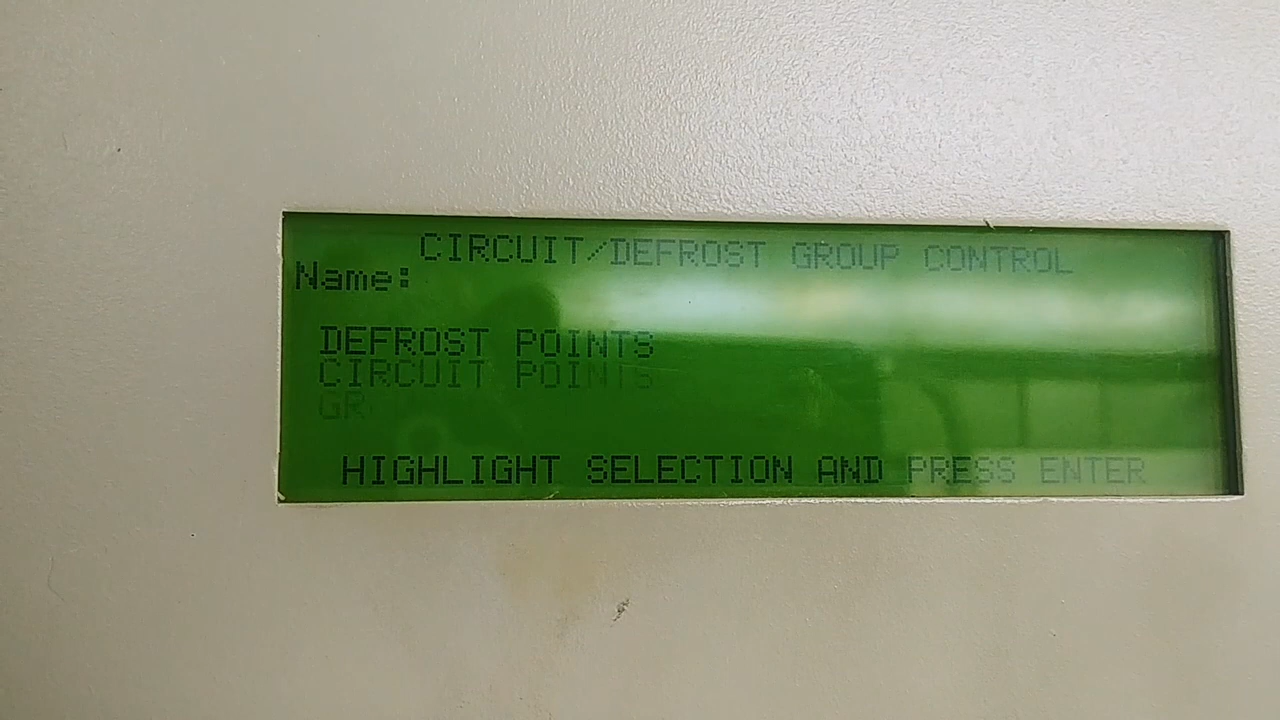 CIRCUIT/DEFROST GROUP CONTROL
Name:
DEFROST POINTS
CIRCUIT POINTS
GR
HIGHLIGHT SELECTION AND PRESS ENTER